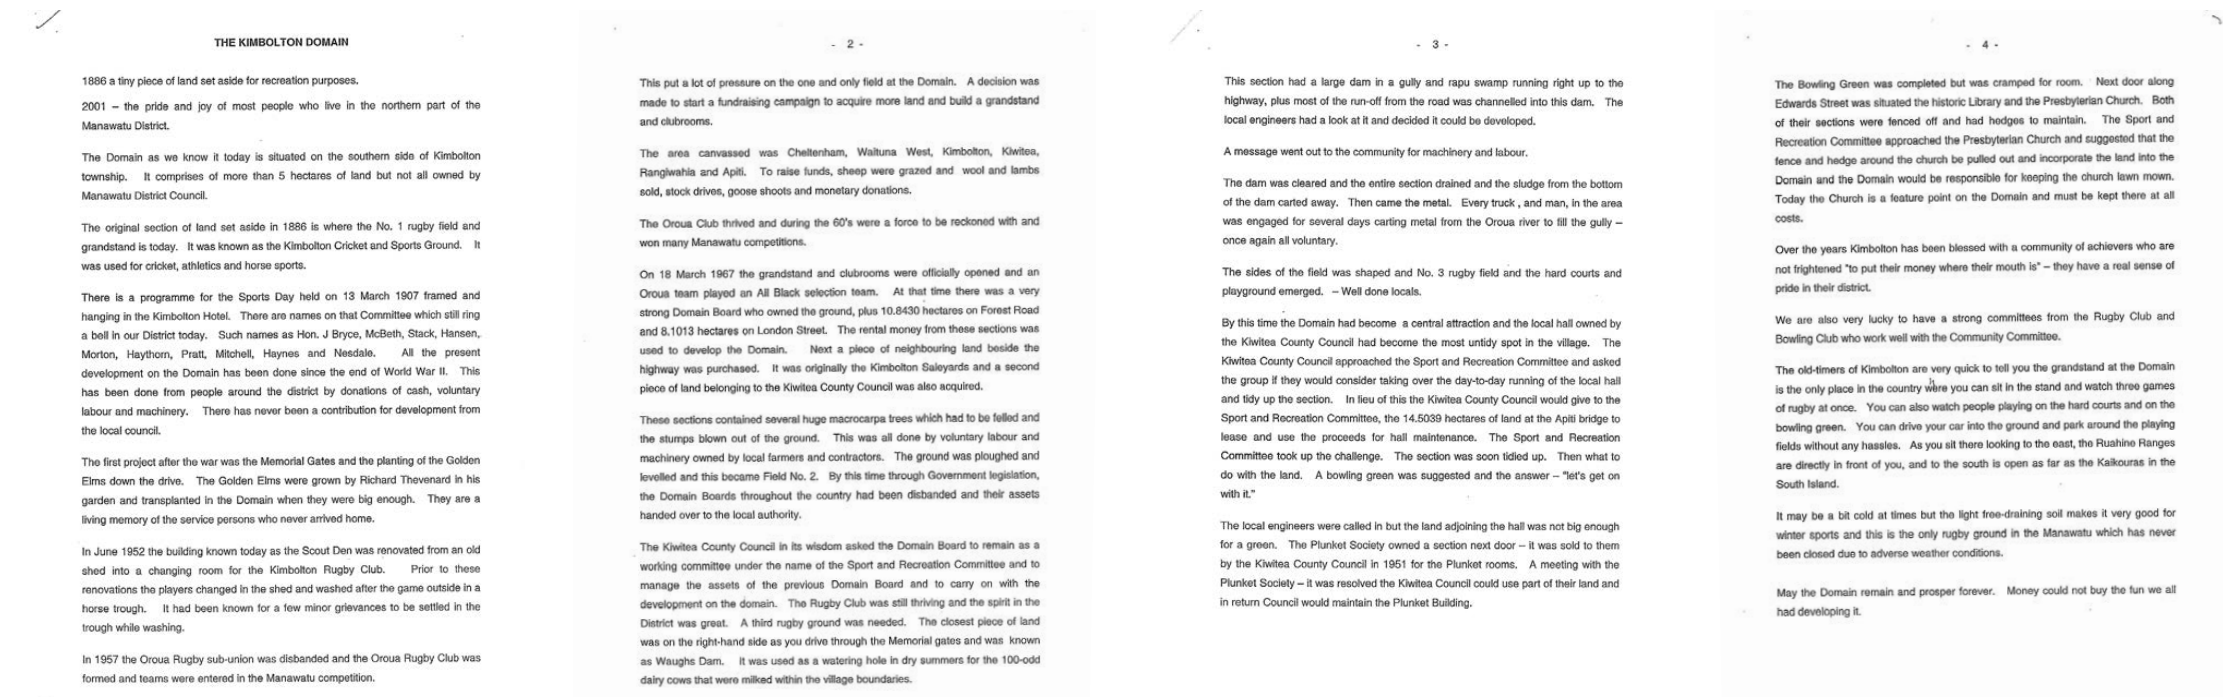 THE KIMBOLTON DOMAIN
1886 a tiny piece of land set aside for recreation purposes.
2001 – the pride and joy of most people who live in the northern part of the
Manawatu District.
The Domain as we know it today is situated on the southern side of Kimbolton
township. It comprises of more than 5 hectares of land but not all owned by
Manawatu District Council.
The original section of land set aside in 1886 is where the No. 1 rugby field and
grandstand is today. It was known as the Kimbolton Cricket and Sports Ground. It
was used for cricket, athletics and horse sports.
There is a programme for the Sports Day held on 13 March 1907 framed and
hanging in the Kimbolton Hotel. There are names on that Committee which still ring
a bell in our District today. Such names as Hon. J Bryce, McBeth, Stack, Hansen,
Morton, Haythorn, Pratt, Mitchell, Haynes and Nesdale. All the present
development on the Domain has been done since the end of World War II. This
has been done from people around the district by donations of cash, voluntary
labour and machinery. There has never been a contribution for development from
the local council.
The first project after the war was the Memorial Gates and the planting of the Golden
Elms down the drive. The Golden Elms were grown by Richard Thevenard in his
garden and transplanted in the Domain when they were big enough. They are a
living memory of the service persons who never arrived home.
In June 1952 the building known today as the Scout Den was renovated from an old
shed into a changing room for the Kimbolton Rugby Club. Prior to these
renovations the players changed in the shed and washed after the game outside in a
horse trough. It had been known for a few minor grievances to be settled in the
trough while washing.
In 1957 the Oroua Rugby sub-union was disbanded and the Oroua Rugby Club was
formed and teams were entered in the Manawatu competition.
- 2 -
This put a lot of pressure on the one and only field at the Domain. A decision was
made to start a fundraising campaign to acquire more land and build a grandstand
and clubrooms.
The area canvassed was Cheltenham, Waituna West, Kimbolton, Kiwitea,
Rangiwahia and Apiti. To raise funds, sheep were grazed and wool and lambs
sold, stock drives, goose shoots and monetary donations.
The Oroua Club thrived and during the 60's were a force to be reckoned with and
won many Manawatu competitions.
On 18 March 1967 the grandstand and clubrooms were officially opened and an
Oroua team played an All Black selection team. At that time there was a very
strong Domain Board who owned the ground, plus 10.8430 hectares on Forest Road
and 8.1013 hectares on London Street. The rental money from these sections was
used to develop the Domain. Next a piece of neighbouring land beside the
highway was purchased. It was originally the Kimbolton Saleyards and a second
piece of land belonging to the Kiwitea County Council was also acquired.
These sections contained several huge macrocarpa trees which had to be felled and
the stumps blown out of the ground. This was all done by voluntary labour and
machinery owned by local farmers and contractors. The ground was ploughed and
levelled and this became Field No. 2. By this time through Government legislation,
the Domain Boards throughout the country had been disbanded and their assets
handed over to the local authority.
The Kiwitea County Council in its wisdom asked the Domain Board to remain as a
working committee under the name of the Sport and Recreation Committee and to
manage the assets of the previous Domain Board and to carry on with the
development on the domain. The Rugby Club was still thriving and the spirit in the
District was great. A third rugby ground was needed. The closest piece of land
was on the right-hand side as you drive through the Memorial gates and was known
as Waughs Dam. It was used as a watering hole in dry summers for the 100-odd
dairy cows that were milked within the village boundaries.
- 3 -
This section had a large dam in a gully and rapu swamp running right up to the
highway, plus most of the run-off from the road was channelled into this dam. The
local engineers had a look at it and decided it could be developed.
A message went out to the community for machinery and labour.
The dam was cleared and the entire section drained and the sludge from the bottom
of the dam carted away. Then came the metal. Every truck , and man, in the area
was engaged for several days carting metal from the Oroua river to fill the gully –
once again all voluntary.
The sides of the field was shaped and No. 3 rugby field and the hard courts and
playground emerged. – Well done locals.
By this time the Domain had become a central attraction and the local hall owned by
the Kiwitea County Council had become the most untidy spot in the village. The
Kiwitea County Council approached the Sport and Recreation Committee and asked
the group if they would consider taking over the day-to-day running of the local hall
and tidy up the section. In lieu of this the Kiwitea County Council would give to the
Sport and Recreation Committee, the 14.5039 hectares of land at the Apiti bridge to
lease and use the proceeds for hall maintenance. The Sport and Recreation
Committee took up the challenge. The section was soon tidied up. Then what to
do with the land. A bowling green was suggested and the answer – "let's get on
with it."
The local engineers were called in but the land adjoining the hall was not big enough
for a green. The Plunket Society owned a section next door – it was sold to them
by the Kiwitea County Council in 1951 for the Plunket rooms. A meeting with the
Plunket Society – it was resolved the Kiwitea Council could use part of their land and
in return Council would maintain the Plunket Building.
- 4 -
The Bowling Green was completed but was cramped for room. Next door along
Edwards Street was situated the historic Library and the Presbyterian Church. Both
of their sections were fenced off and had hedges to maintain. The Sport and
Recreation Committee approached the Presbyterian Church and suggested that the
fence and hedge around the church be pulled out and incorporate the land into the
Domain and the Domain would be responsible for keeping the church lawn mown.
Today the Church is a feature point on the Domain and must be kept there at all
costs.
Over the years Kimbolton has been blessed with a community of achievers who are
not frightened "to put their money where their mouth is" – they have a real sense of
pride in their district.
We are also very lucky to have a strong committees from the Rugby Club and
Bowling Club who work well with the Community Committee.
The old-timers of Kimbolton are very quick to tell you the grandstand at the Domain
is the only place in the country where you can sit in the stand and watch three games
of rugby at once. You can also watch people playing on the hard courts and on the
bowling green. You can drive your car into the ground and park around the playing
fields without any hassles. As you sit there looking to the east, the Ruahine Ranges
are directly in front of you, and to the south is open as far as the Kaikouras in the
South Island.
It may be a bit cold at times but the light free-draining soil makes it very good for
winter sports and this is the only rugby ground in the Manawatu which has never
been closed due to adverse weather conditions.
May the Domain remain and prosper forever. Money could not buy the fun we all
had developing it.